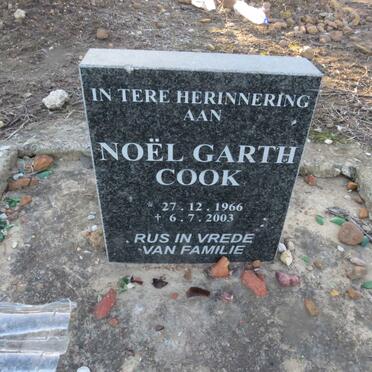 IN TERE HERINNERING
AAN
NOËL GARTH
COOK
* 27 . 12 . 1966
† 6 . 7 . 2003
RUS IN VREDE
VAN FAMILIE